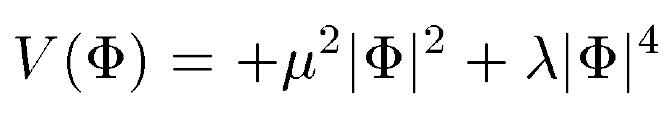 V(Φ) = +μ²|Φ|² + λ|Φ|⁴